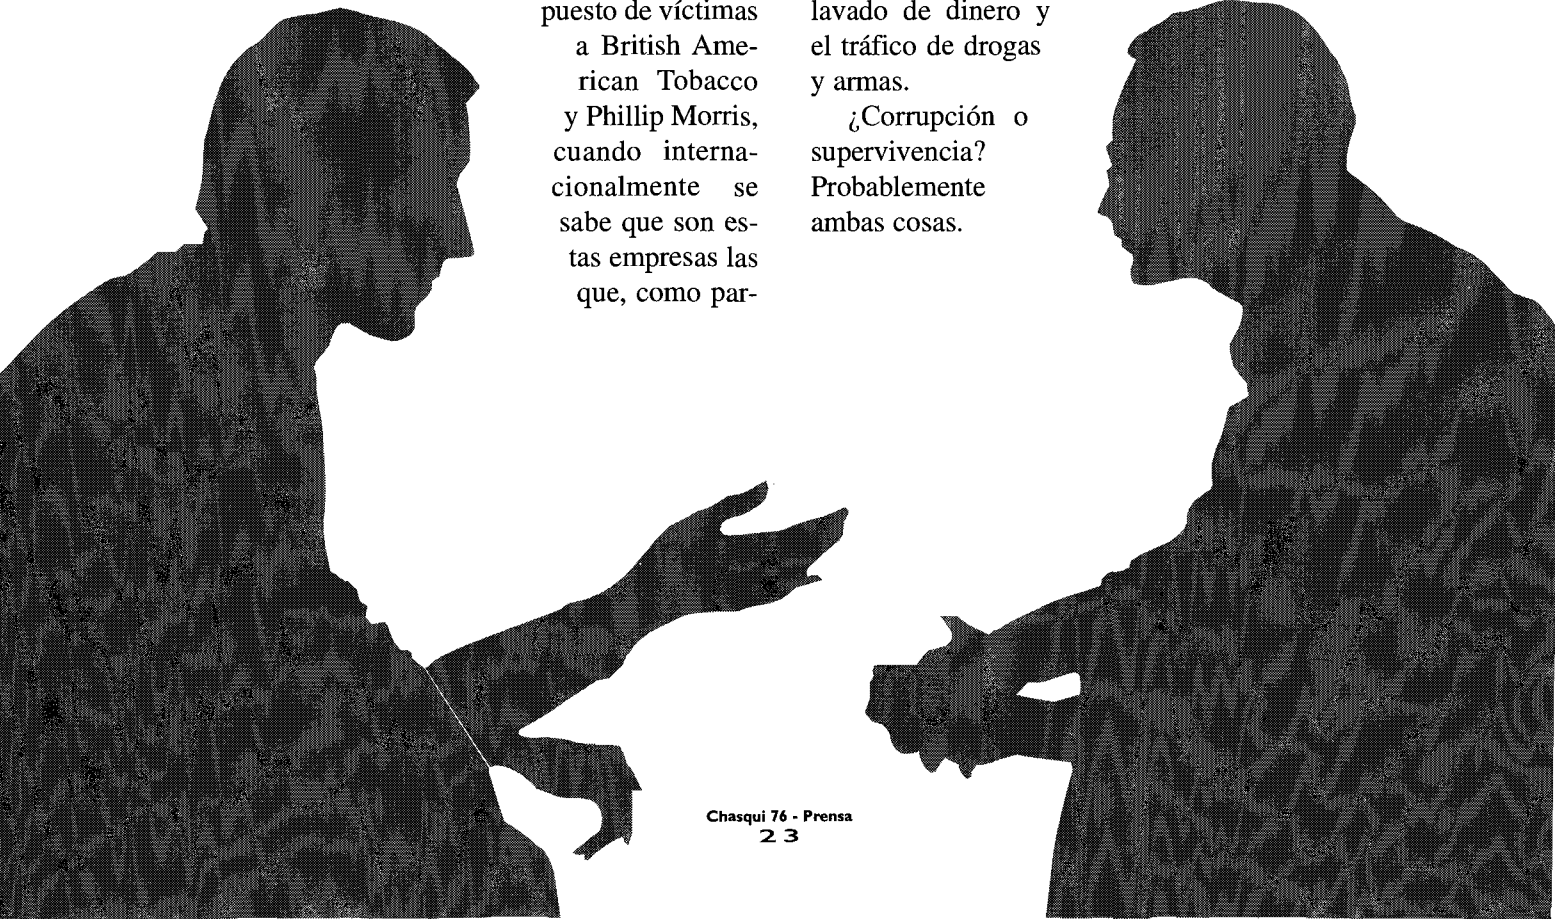 puesto de víctimas
a British Ame-
rican Tobacco
y Phillip Morris,
cuando interna-
cionalmente se
sabe que son es-
tas empresas las
que, como par-
lavado de dinero y
el tráfico de drogas
y armas.
¿Corrupción o
supervivencia?
Probablemente
ambas cosas.
Chasqui 76 - Prensa
23